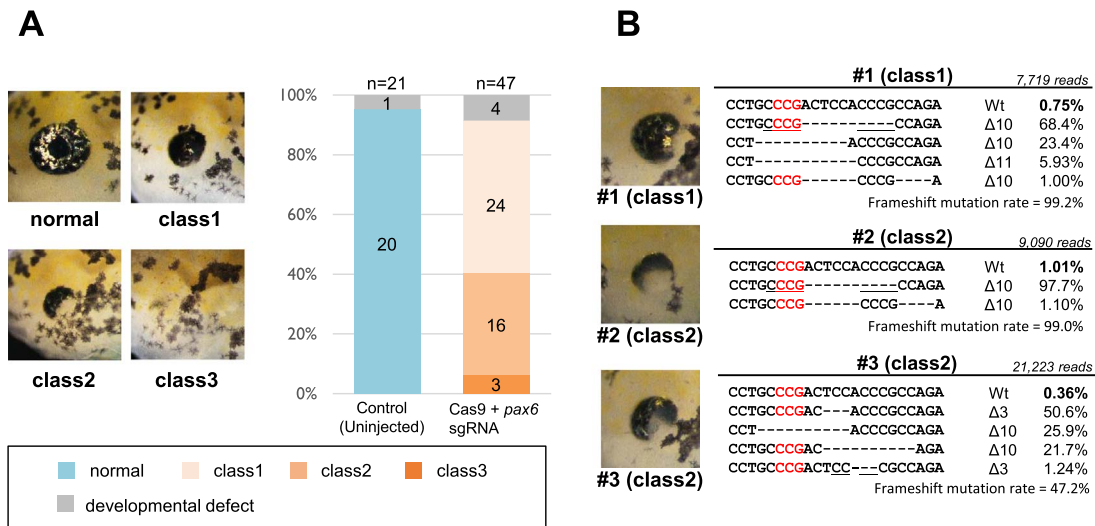 A
normal
class1
class2
class3
n=21
n=47
100%
80%
60%
40%
20%
0%
1
20
4
24
16
3
Control
(Uninjected)
Cas9 + pax6
sgRNA
normal
class1
class2
class3
developmental defect
B
#1 (class1)
#1 (class1) 7,719 reads
CCTGCCCGACTCCACCCGCCAGA Wt 0.75%
CCTGCCCG----------CCAGA Δ10 68.4%
CCT----------ACCCGCCAGA Δ10 23.4%
CCT-----------CCCGCCAGA Δ11 5.93%
CCTGCCCG------CCCG----A Δ10 1.00%
Frameshift mutation rate = 99.2%
#2 (class2)
#2 (class2) 9,090 reads
CCTGCCCGACTCCACCCGCCAGA Wt 1.01%
CCTGCCCG----------CCAGA Δ10 97.7%
CCTGCCCG------CCCG----A Δ10 1.10%
Frameshift mutation rate = 99.0%
#3 (class2)
#3 (class2) 21,223 reads
CCTGCCCGACTCCACCCGCCAGA Wt 0.36%
CCTGCCCGAC---ACCCGCCAGA Δ3 50.6%
CCT----------ACCCGCCAGA Δ10 25.9%
CCTGCCCGAC----------AGA Δ10 21.7%
CCTGCCCGACTCC---CGCCAGA Δ3 1.24%
Frameshift mutation rate = 47.2%